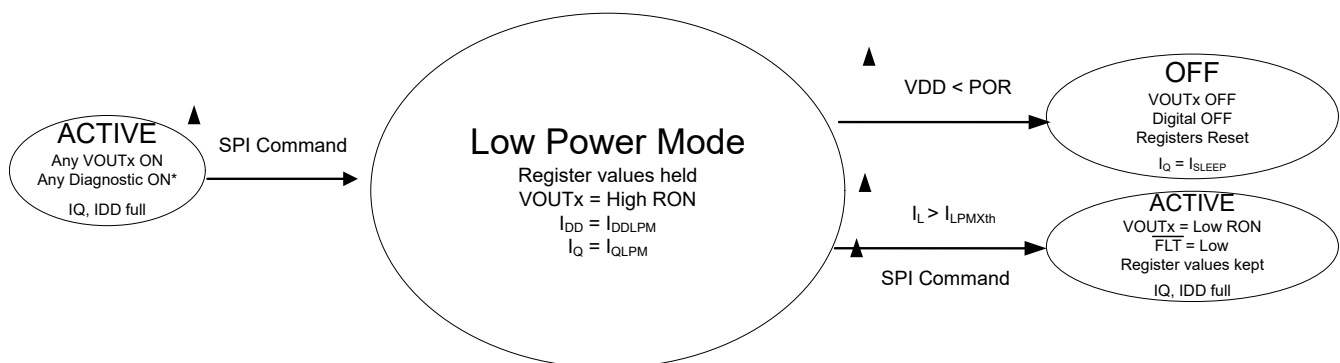 ACTIVE
Any VOUTx ON
Any Diagnostic ON*
IQ, IDD full
SPI Command
Low Power Mode
Register values held
VOUTx = High RON
IDD = IDDLPM
IQ = IQLPM
VDD < POR
OFF
VOUTx OFF
Digital OFF
Registers Reset
IQ = ISLEEP
IL > ILPMXth
SPI Command
ACTIVE
VOUTx = Low RON
FLT = Low
Register values kept
IQ, IDD full